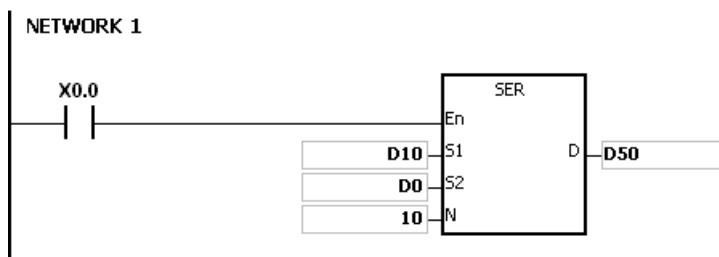 NETWORK 1
X0.0
SER
En
D10 S1 D D50
D0 S2
10 N